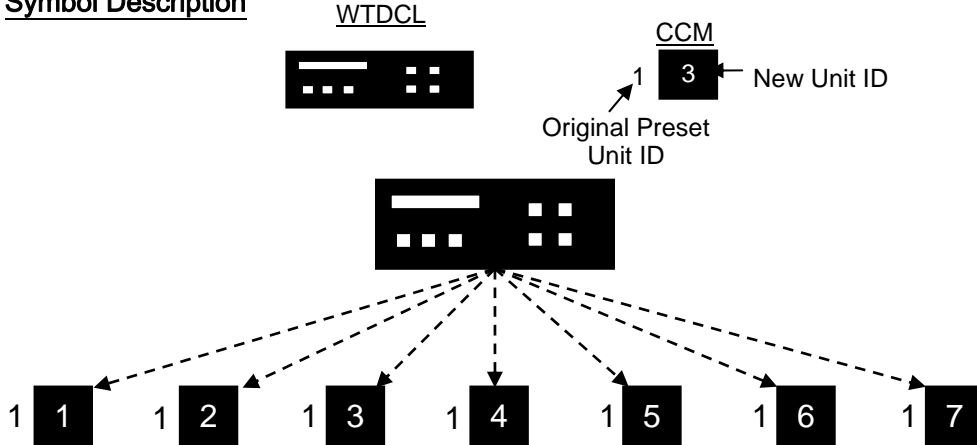 Symbol Description
WTDCL
CCM
1 3 New Unit ID
Original Preset
Unit ID
1 1 1 2 1 3 1 4 1 5 1 6 1 7